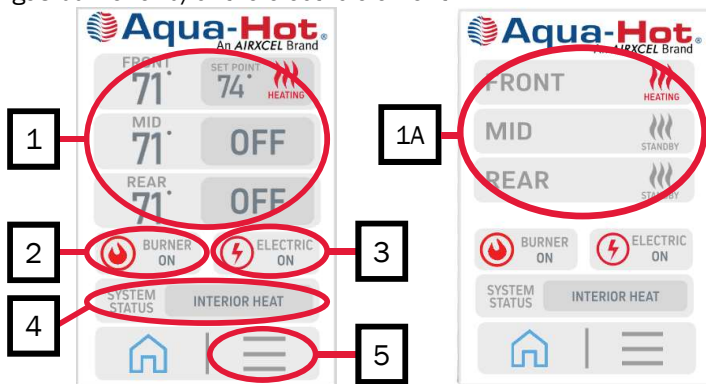 Aqua-Hot.
An AIRXCEL Brand
FRONT
71°
SET POINT
74°
HEATING
MID
71°
OFF
REAR
71°
OFF
BURNER
ON
ELECTRIC
ON
SYSTEM
STATUS
INTERIOR HEAT
1
2
3
4
5
Aqua-Hot.
An AIRXCEL Brand
FRONT
HEATING
MID
STANDBY
REAR
STANDBY
BURNER
ON
ELECTRIC
ON
SYSTEM
STATUS
INTERIOR HEAT
1A